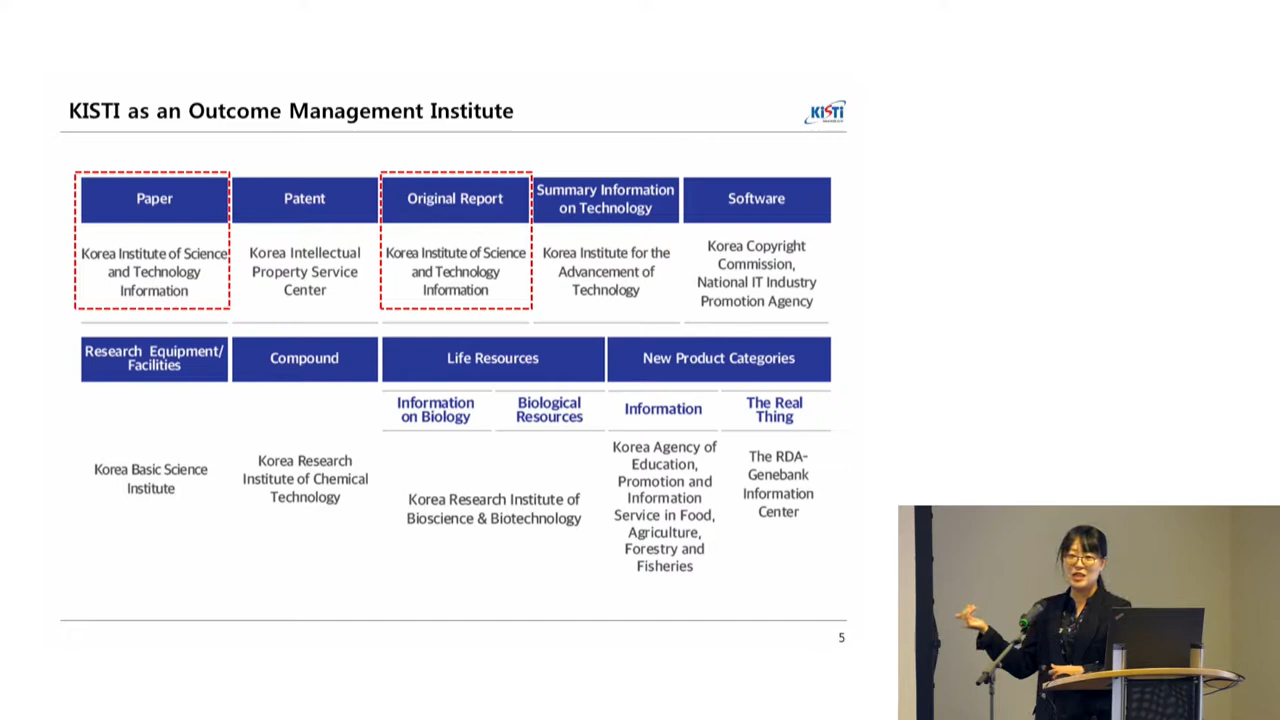 KISTI as an Outcome Management Institute
KiSTi
Paper
Patent
Original Report
Summary Information
on Technology
Software
Korea Institute of Science
and Technology
Information
Korea Intellectual
Property Service
Center
Korea Institute of Science
and Technology
Information
Korea Institute for the
Advancement of
Technology
Korea Copyright
Commission,
National IT Industry
Promotion Agency
Research Equipment/
Facilities
Compound
Life Resources
New Product Categories
Information
on Biology
Biological
Resources
Information
The Real
Thing
Korea Basic Science
Institute
Korea Research
Institute of Chemical
Technology
Korea Research Institute of
Bioscience & Biotechnology
Korea Agency of
Education,
Promotion and
Information
Service in Food,
Agriculture,
Forestry and
Fisheries
The RDA-
Genebank
Information
Center
5